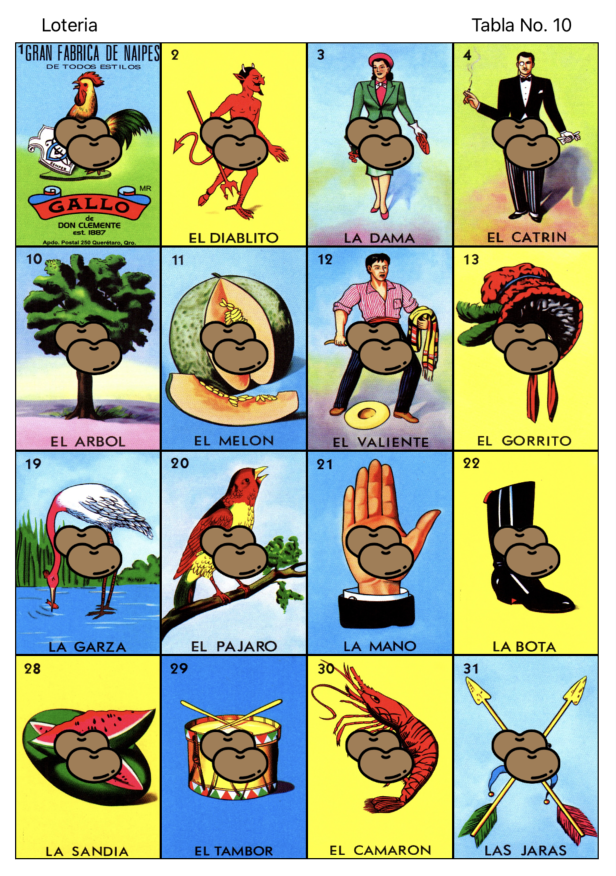 Loteria
Tabla No. 10
1 GRAN FABRICA DE NAIPES
DE TODOS ESTILOS
MR
GALLO
de
DON CLEMENTE
est. 1887
Apdo. Postal 256 Querétaro, Qro.
2
EL DIABLITO
3
LA DAMA
4
EL CATRIN
10
EL ARBOL
11
EL MELON
12
EL VALIENTE
13
EL GORRITO
19
LA GARZA
20
EL PAJARO
21
LA MANO
22
LA BOTA
28
LA SANDIA
29
EL TAMBOR
30
EL CAMARON
31
LAS JARAS